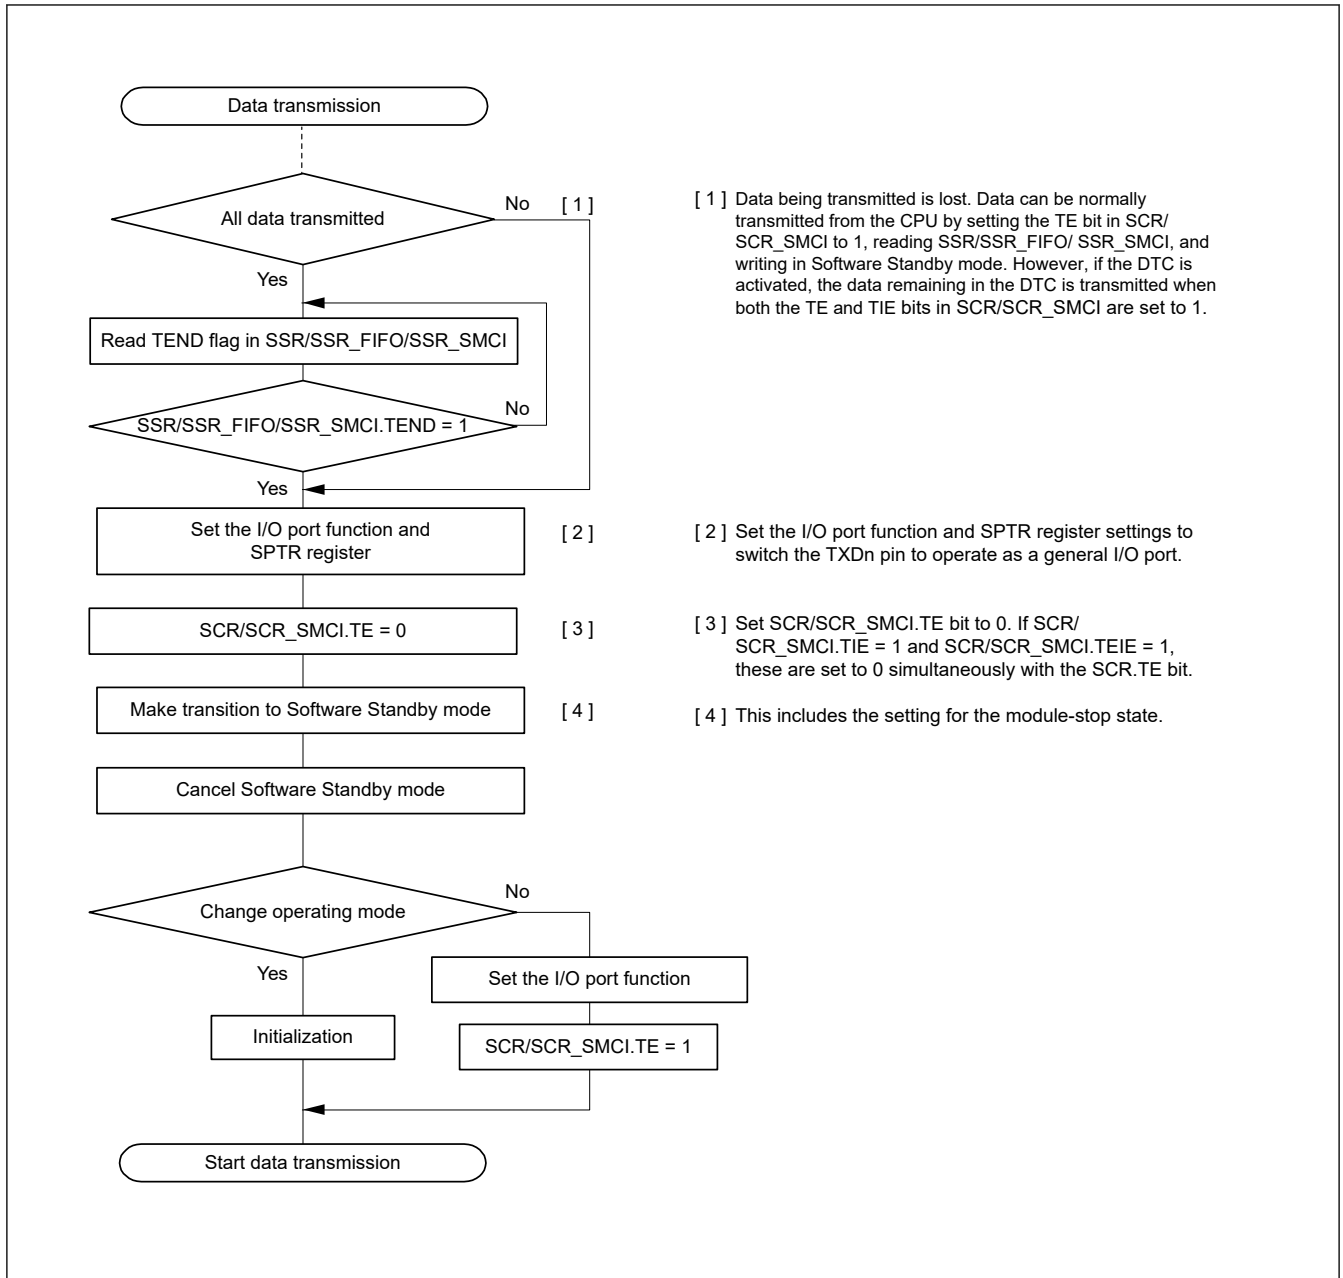 Data transmission
All data transmitted
No
[ 1 ]
Yes
Read TEND flag in SSR/SSR_FIFO/SSR_SMCI
SSR/SSR_FIFO/SSR_SMCI.TEND = 1
No
Yes
Set the I/O port function and
SPTR register
[ 2 ]
SCR/SCR_SMCI.TE = 0
[ 3 ]
Make transition to Software Standby mode
[ 4 ]
Cancel Software Standby mode
Change operating mode
No
Yes
Set the I/O port function
Initialization
SCR/SCR_SMCI.TE = 1
Start data transmission
[ 1 ] Data being transmitted is lost. Data can be normally
transmitted from the CPU by setting the TE bit in SCR/
SCR_SMCI to 1, reading SSR/SSR_FIFO/ SSR_SMCI, and
writing in Software Standby mode. However, if the DTC is
activated, the data remaining in the DTC is transmitted when
both the TE and TIE bits in SCR/SCR_SMCI are set to 1.
[ 2 ] Set the I/O port function and SPTR register settings to
switch the TXDn pin to operate as a general I/O port.
[ 3 ] Set SCR/SCR_SMCI.TE bit to 0. If SCR/
SCR_SMCI.TIE = 1 and SCR/SCR_SMCI.TEIE = 1,
these are set to 0 simultaneously with the SCR.TE bit.
[ 4 ] This includes the setting for the module-stop state.